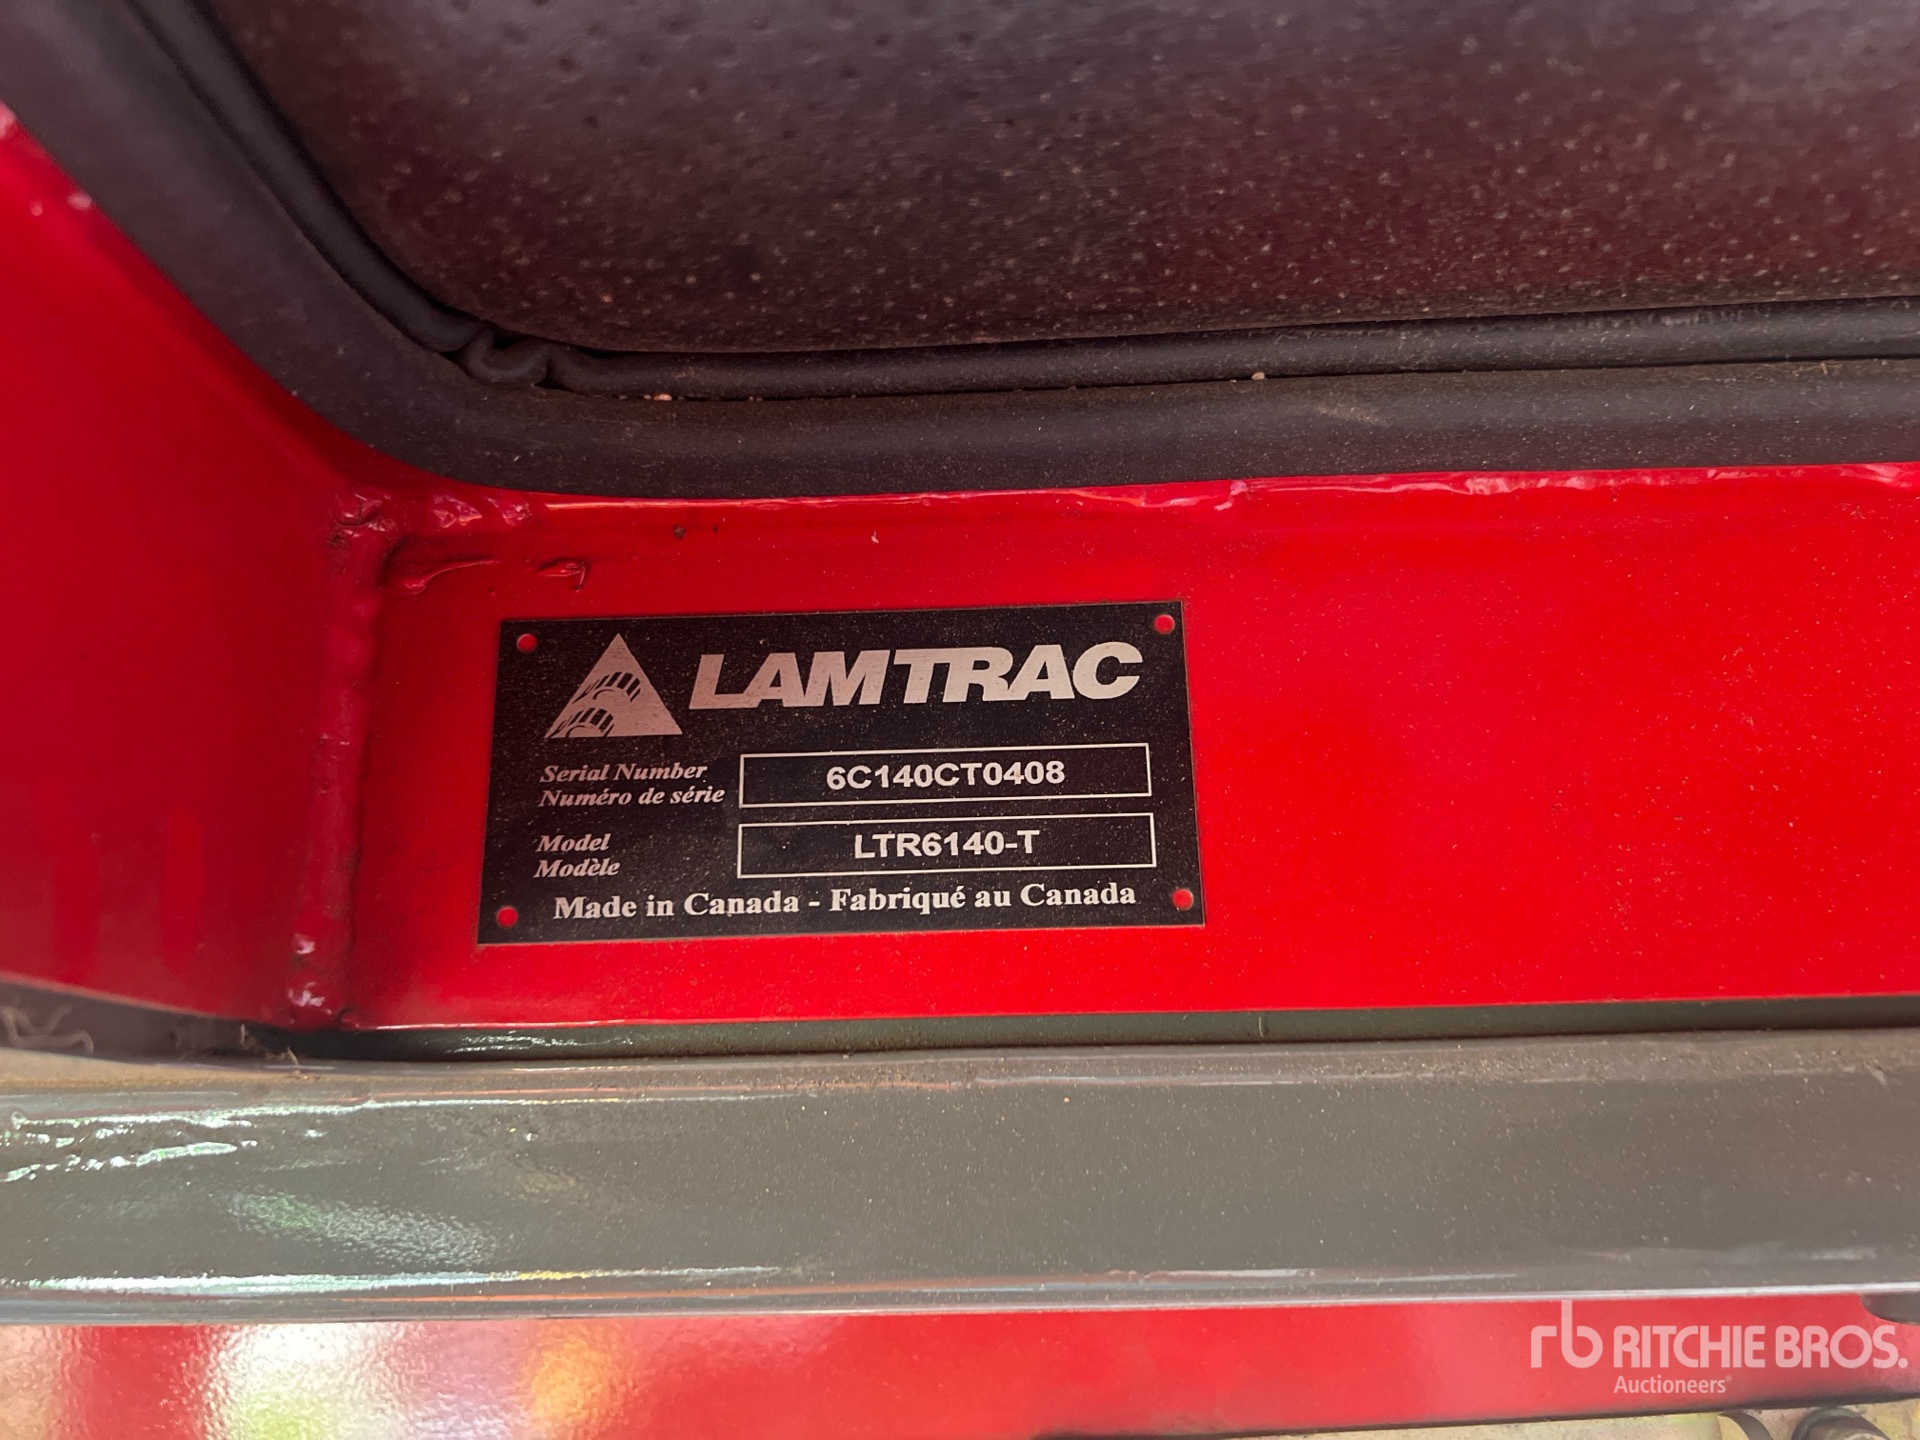 LAMTRAC
Serial Number
Numéro de série
6C140CT0408
Model
Modèle
LTR6140-T
Made in Canada - Fabriqué au Canada
rb RITCHIE BROS.
Auctioneers